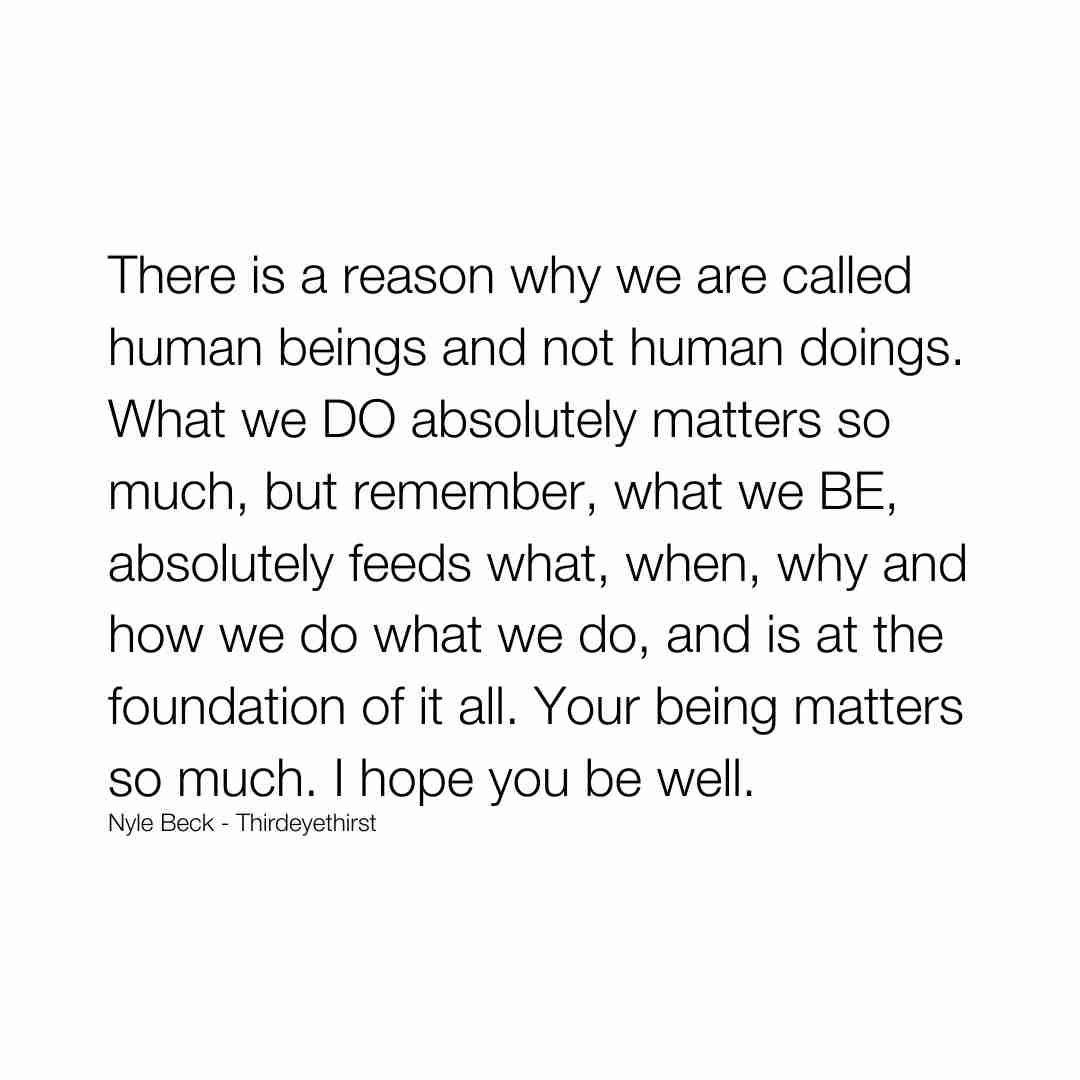 There is a reason why we are called
human beings and not human doings.
What we DO absolutely matters so
much, but remember, what we BE,
absolutely feeds what, when, why and
how we do what we do, and is at the
foundation of it all. Your being matters
so much. I hope you be well.
Nyle Beck - Thirdeyethirst